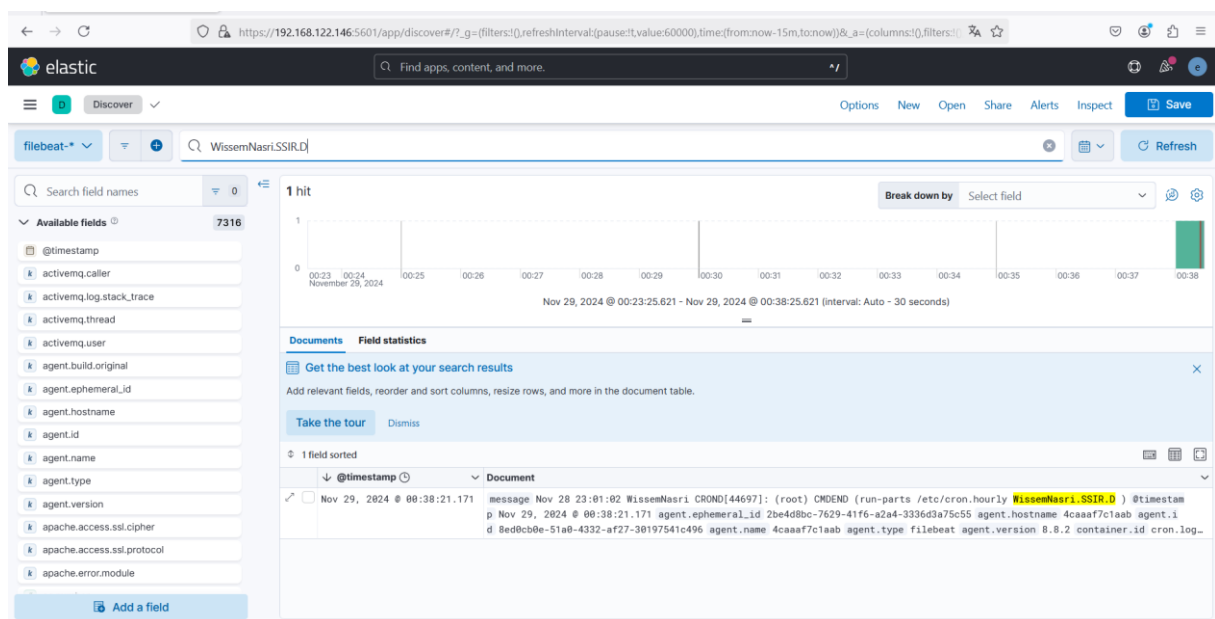 https://192.168.122.146:5601/app/discover#/?_g=(filters:!(),refreshInterval:(pause:!t,value:60000),time:(from:now-15m,to:now))&_a=(columns:!(),filters:!()
elastic
Find apps, content, and more.
^/
e
D Discover
Options New Open Share Alerts Inspect Save
filebeat-*
WissemNasri.SSIR.D
Refresh
Search field names
0
Available fields
7316
@timestamp
k activemq.caller
k activemq.log.stack_trace
k activemq.thread
k activemq.user
k agent.build.original
k agent.ephemeral_id
k agent.hostname
k agent.id
k agent.name
k agent.type
k agent.version
k apache.access.ssl.cipher
k apache.access.ssl.protocol
k apache.error.module
Add a field
1 hit
Break down by Select field
1
0
00:23 00:24 00:25 00:26 00:27 00:28 00:29 00:30 00:31 00:32 00:33 00:34 00:35 00:36 00:37 00:38
November 29, 2024
Nov 29, 2024 @ 00:23:25.621 - Nov 29, 2024 @ 00:38:25.621 (interval: Auto - 30 seconds)
Documents Field statistics
Get the best look at your search results
Add relevant fields, reorder and sort columns, resize rows, and more in the document table.
Take the tour Dismiss
1 field sorted
@timestamp Document
Nov 29, 2024 @ 00:38:21.171 message Nov 28 23:01:02 WissemNasri CROND[44697]: (root) CMDEND (run-parts /etc/cron.hourly WissemNasri.SSIR.D ) @timestam
p Nov 29, 2024 @ 00:38:21.171 agent.ephemeral_id 2be4d8bc-7629-41f6-a2a4-3336d3a75c55 agent.hostname 4caaaf7c1aab agent.i
d 8ed0cb0e-51a0-4332-af27-30197541c496 agent.name 4caaaf7c1aab agent.type filebeat agent.version 8.8.2 container.id cron.log…